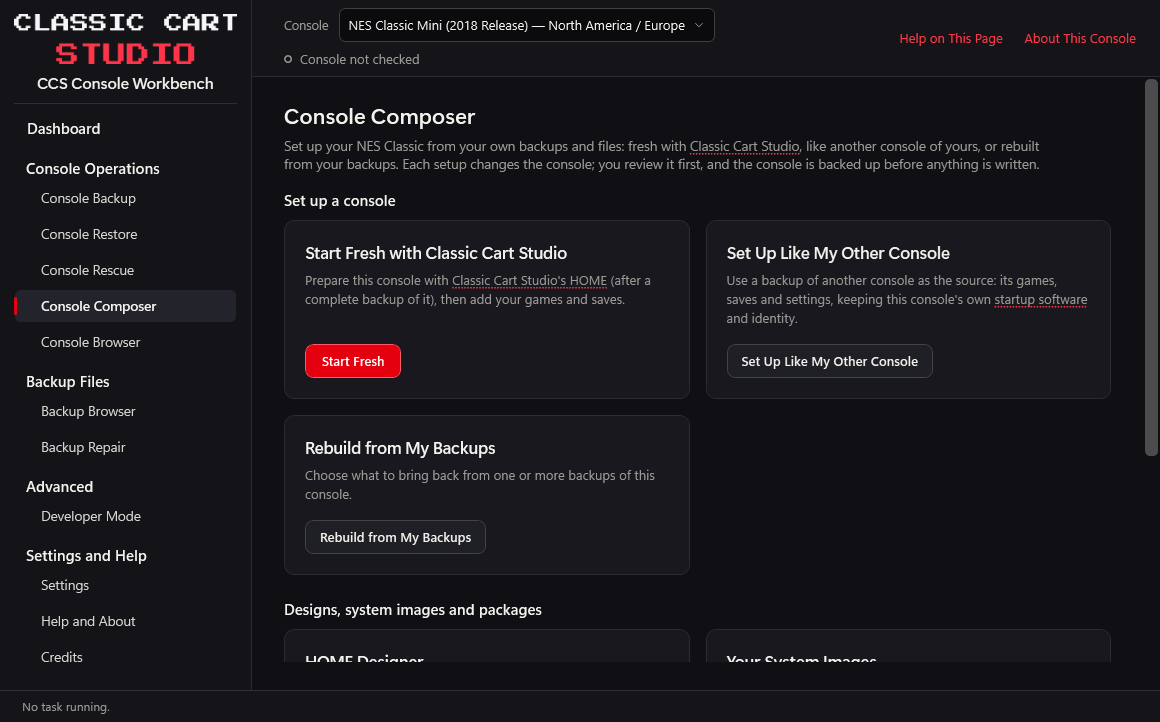 CLASSIC CART
STUDIO
CCS Console Workbench
Dashboard
Console Operations
Console Backup
Console Restore
Console Rescue
Console Composer
Console Browser
Backup Files
Backup Browser
Backup Repair
Advanced
Developer Mode
Settings and Help
Settings
Help and About
Credits
Console
NES Classic Mini (2018 Release) — North America / Europe
Console not checked
Help on This Page
About This Console
Console Composer
Set up your NES Classic from your own backups and files: fresh with Classic Cart Studio, like another console of yours, or rebuilt
from your backups. Each setup changes the console; you review it first, and the console is backed up before anything is written.
Set up a console
Start Fresh with Classic Cart Studio
Prepare this console with Classic Cart Studio's HOME (after a
complete backup of it), then add your games and saves.
Start Fresh
Set Up Like My Other Console
Use a backup of another console as the source: its games,
saves and settings, keeping this console's own startup software
and identity.
Set Up Like My Other Console
Rebuild from My Backups
Choose what to bring back from one or more backups of this
console.
Rebuild from My Backups
Designs, system images and packages
HOME Designer
Your System Images
No task running.